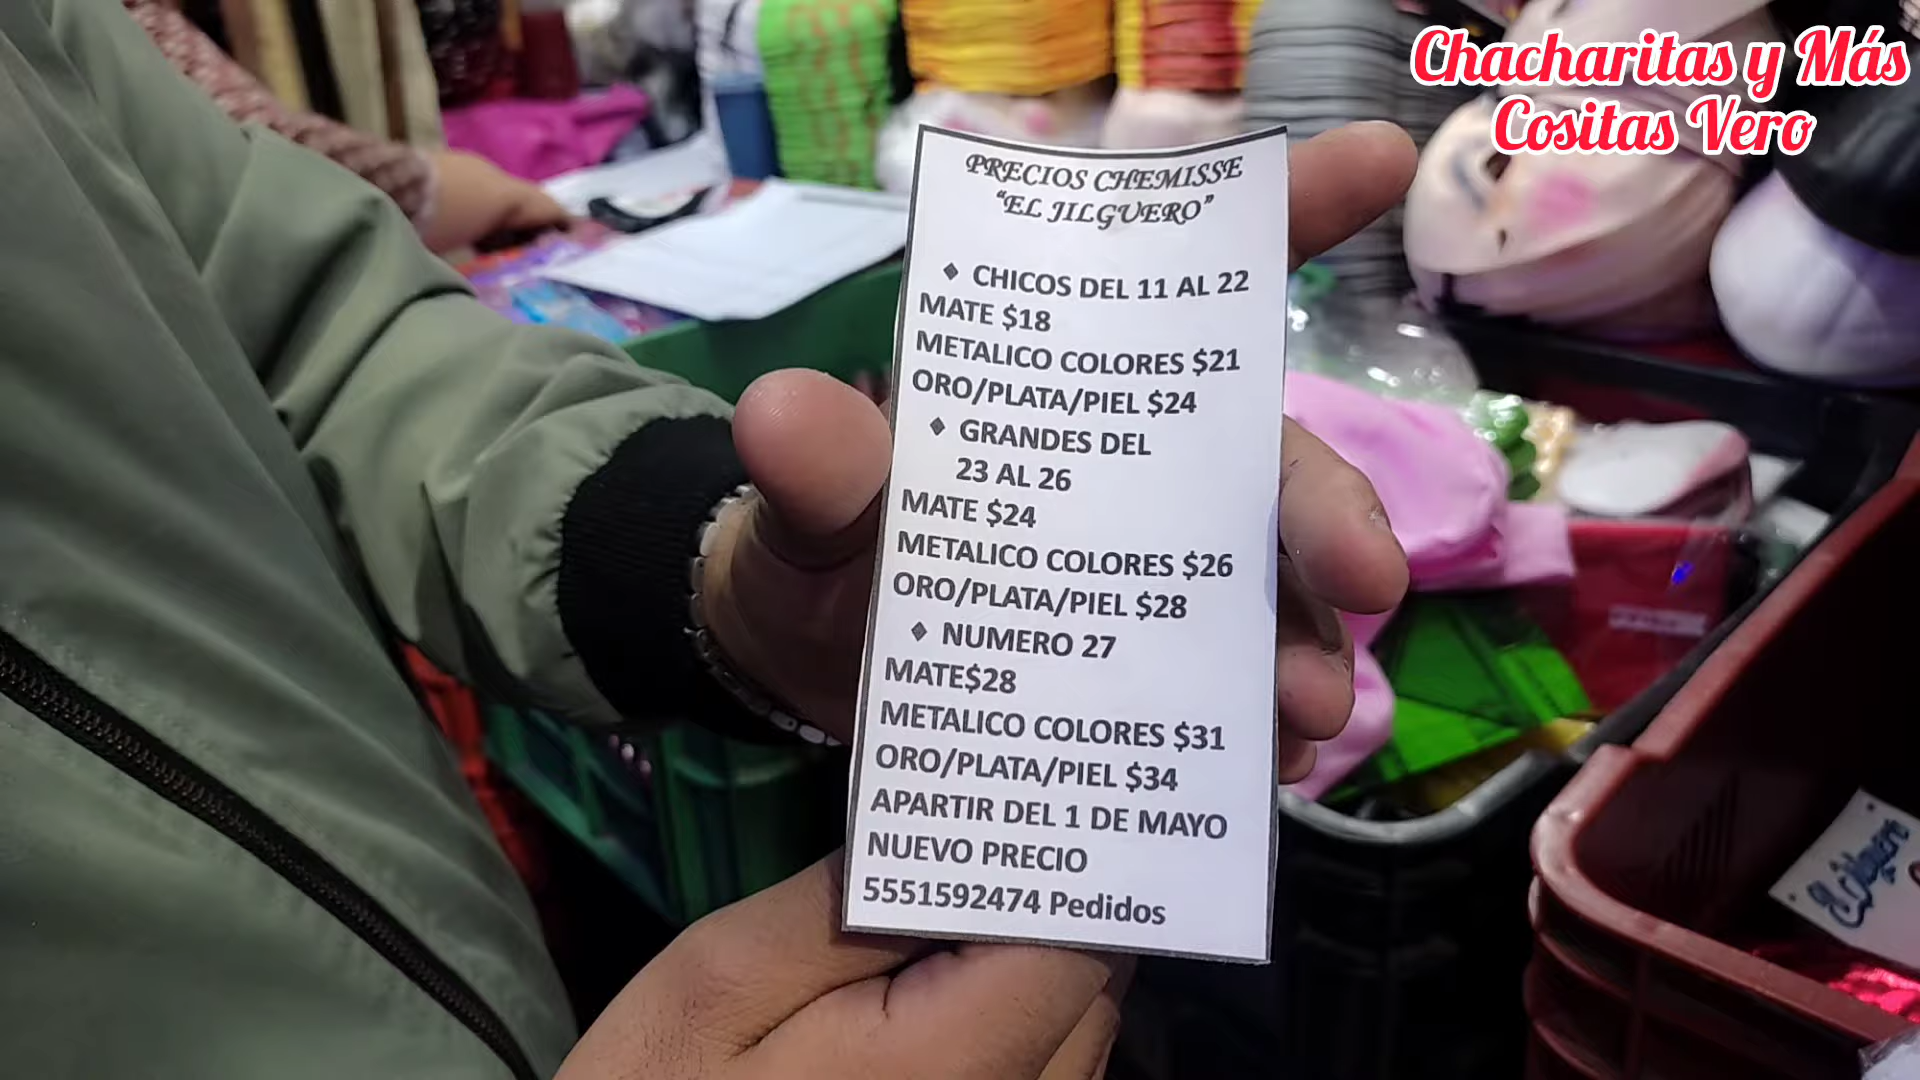 Chacharitas y Más
Cositas Vero
PRECIOS CHEMISSE
"EL JILGUERO"
❖ CHICOS DEL 11 AL 22
MATE $18
METALICO COLORES $21
ORO/PLATA/PIEL $24
❖ GRANDES DEL
23 AL 26
MATE $24
METALICO COLORES $26
ORO/PLATA/PIEL $28
❖ NUMERO 27
MATE$28
METALICO COLORES $31
ORO/PLATA/PIEL $34
APARTIR DEL 1 DE MAYO
NUEVO PRECIO
5551592474 Pedidos